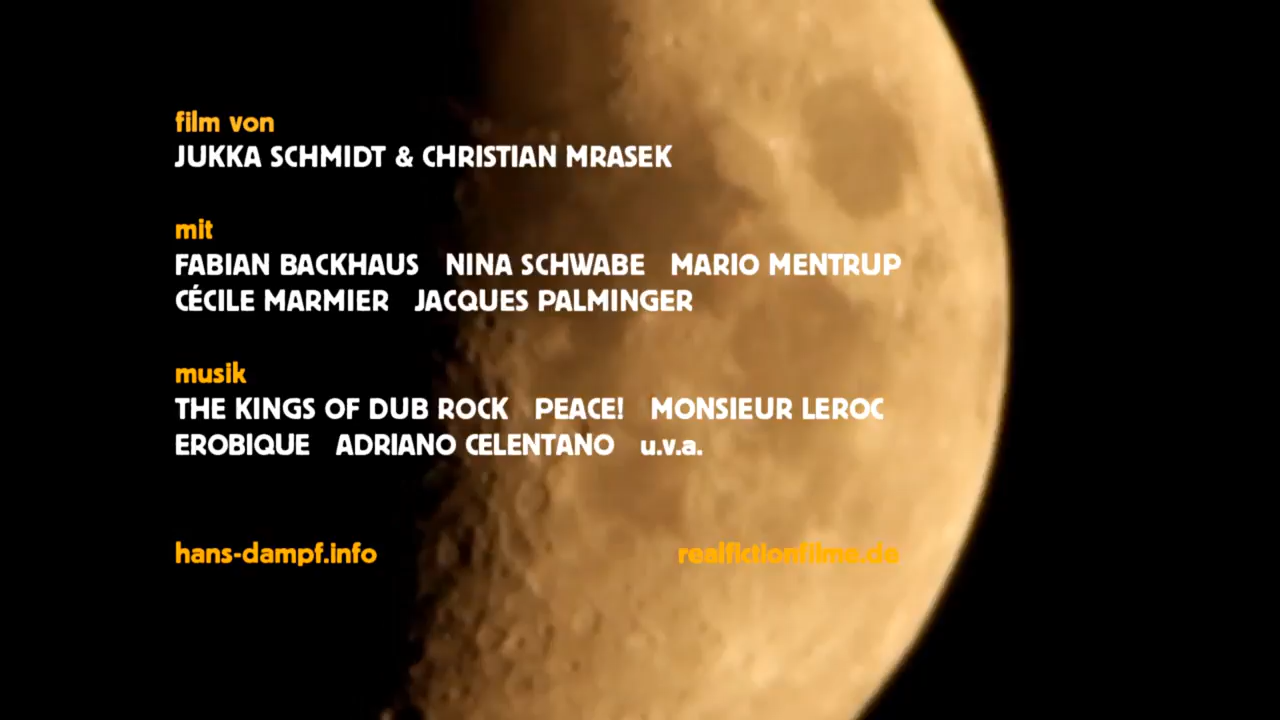 film von
JUKKA SCHMIDT & CHRISTIAN MRASEK
mit
FABIAN BACKHAUS NINA SCHWABE MARIO MENTRUP
CÉCILE MARMIER JACQUES PALMINGER
musik
THE KINGS OF DUB ROCK PEACE! MONSIEUR LEROC
EROBIQUE ADRIANO CELENTANO u.v.a.
hans-dampf.info realfictionfilme.de